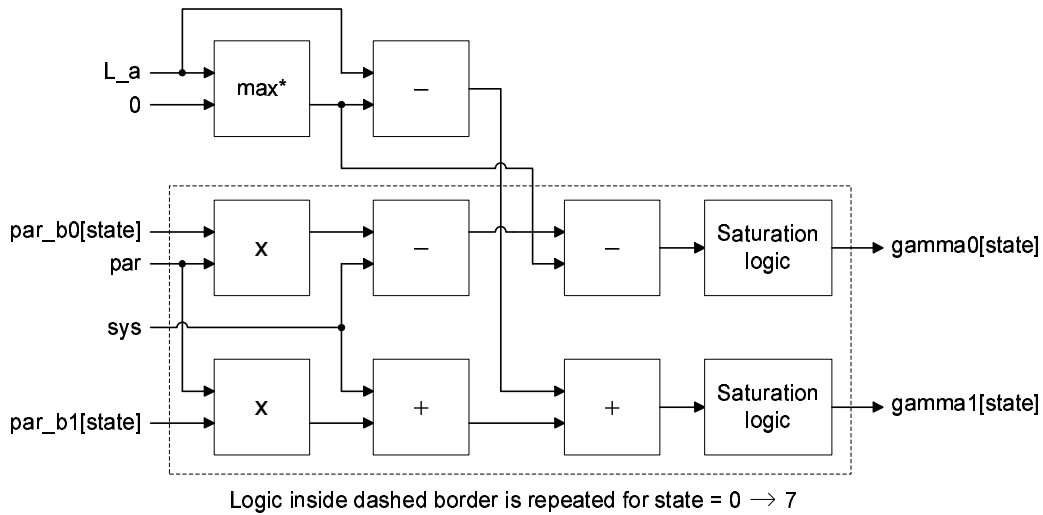 L_a
0
max*
−
par_b0[state]
par
x
−
−
Saturation
logic
gamma0[state]
sys
par_b1[state]
x
+
+
Saturation
logic
gamma1[state]
Logic inside dashed border is repeated for state = 0 → 7